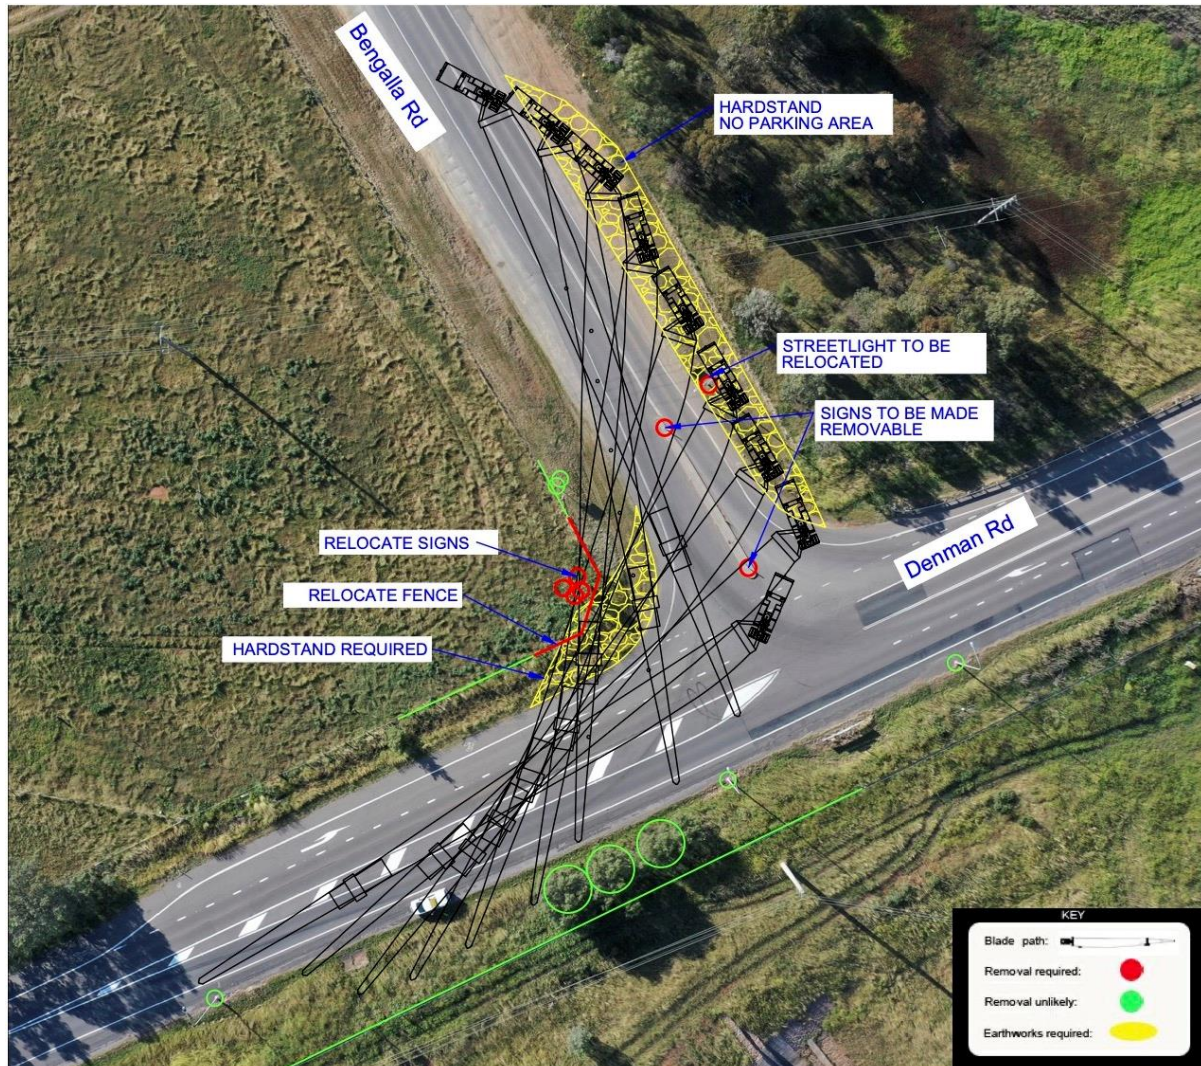 Bengalla Rd
HARDSTAND
NO PARKING AREA
STREETLIGHT TO BE
RELOCATED
SIGNS TO BE MADE
REMOVABLE
Denman Rd
RELOCATE SIGNS
RELOCATE FENCE
HARDSTAND REQUIRED
KEY
Blade path:
Removal required:
Removal unlikely:
Earthworks required: